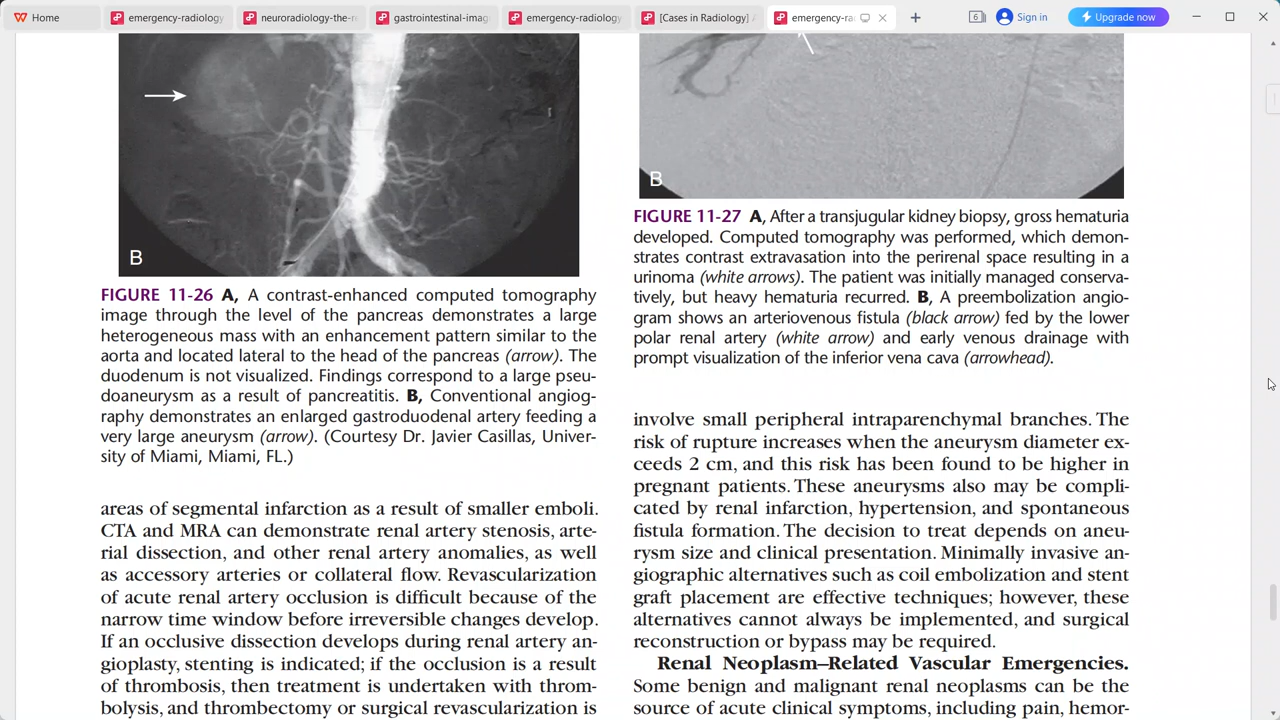 Home
emergency-radiology
neuroradiology-the-r
gastrointestinal-imag
emergency-radiology
[Cases in Radiology]
emergency-ra
6
Sign in
Upgrade now
B
FIGURE 11-26 A, A contrast-enhanced computed tomography
image through the level of the pancreas demonstrates a large
heterogeneous mass with an enhancement pattern similar to the
aorta and located lateral to the head of the pancreas (arrow). The
duodenum is not visualized. Findings correspond to a large pseu-
doaneurysm as a result of pancreatitis. B, Conventional angiog-
raphy demonstrates an enlarged gastroduodenal artery feeding a
very large aneurysm (arrow). (Courtesy Dr. Javier Casillas, Univer-
sity of Miami, Miami, FL.)
areas of segmental infarction as a result of smaller emboli.
CTA and MRA can demonstrate renal artery stenosis, arte-
rial dissection, and other renal artery anomalies, as well
as accessory arteries or collateral flow. Revascularization
of acute renal artery occlusion is difficult because of the
narrow time window before irreversible changes develop.
If an occlusive dissection develops during renal artery an-
gioplasty, stenting is indicated; if the occlusion is a result
of thrombosis, then treatment is undertaken with throm-
bolysis, and thrombectomy or surgical revascularization is
B
FIGURE 11-27 A, After a transjugular kidney biopsy, gross hematuria
developed. Computed tomography was performed, which demon-
strates contrast extravasation into the perirenal space resulting in a
urinoma (white arrows). The patient was initially managed conserva-
tively, but heavy hematuria recurred. B, A preembolization angio-
gram shows an arteriovenous fistula (black arrow) fed by the lower
polar renal artery (white arrow) and early venous drainage with
prompt visualization of the inferior vena cava (arrowhead).
involve small peripheral intraparenchymal branches. The
risk of rupture increases when the aneurysm diameter ex-
ceeds 2 cm, and this risk has been found to be higher in
pregnant patients. These aneurysms also may be compli-
cated by renal infarction, hypertension, and spontaneous
fistula formation. The decision to treat depends on aneu-
rysm size and clinical presentation. Minimally invasive an-
giographic alternatives such as coil embolization and stent
graft placement are effective techniques; however, these
alternatives cannot always be implemented, and surgical
reconstruction or bypass may be required.
Renal Neoplasm–Related Vascular Emergencies.
Some benign and malignant renal neoplasms can be the
source of acute clinical symptoms, including pain, hemor-